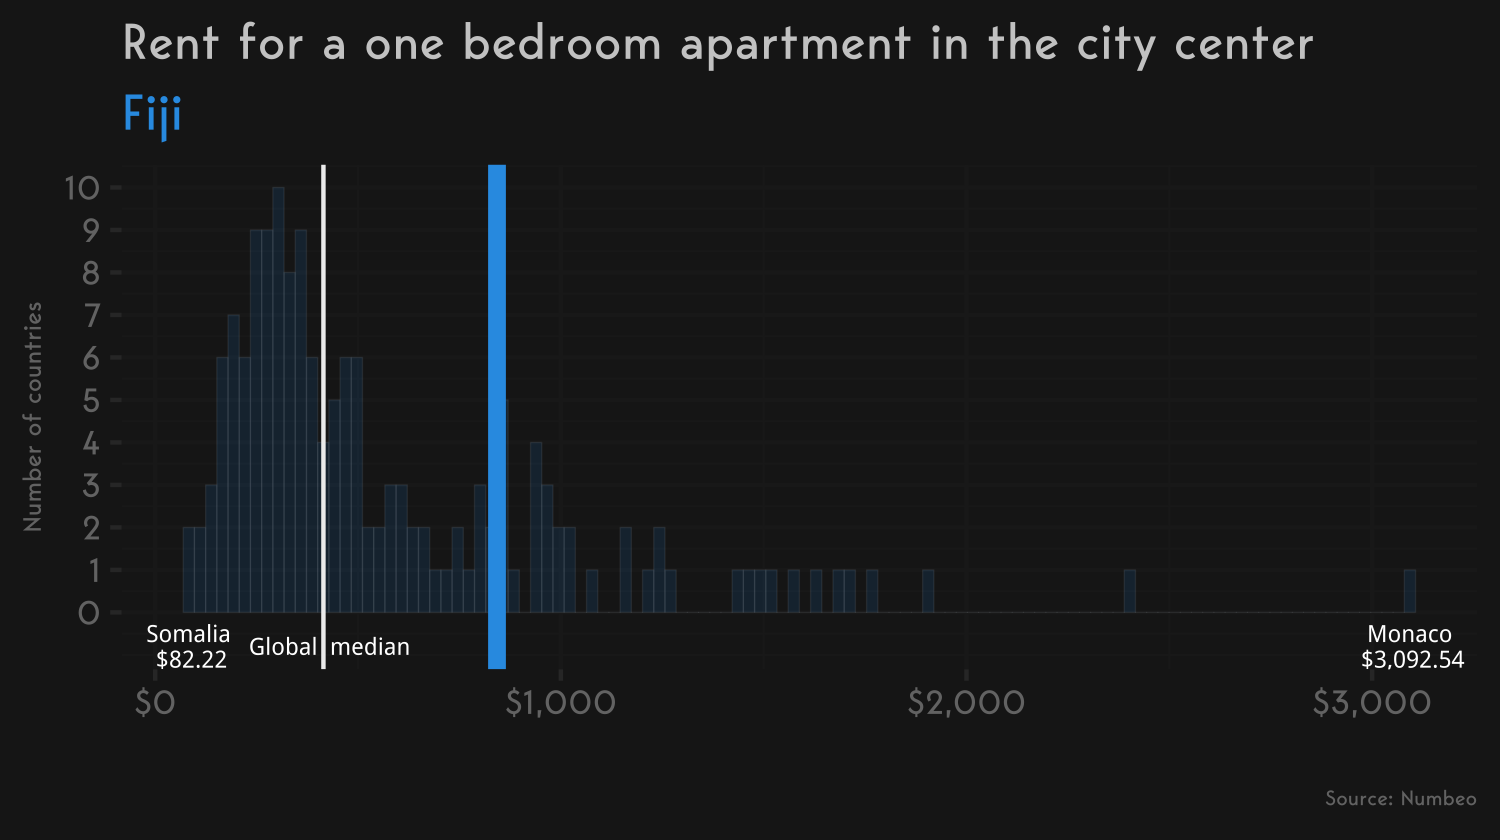 Rent for a one bedroom apartment in the city center
Fiji
Number of countries
10
9
8
7
6
5
4
3
2
1
0
Somalia
$82.22
Global median
Monaco
$3,092.54
$0 $1,000 $2,000 $3,000
Source: Numbeo